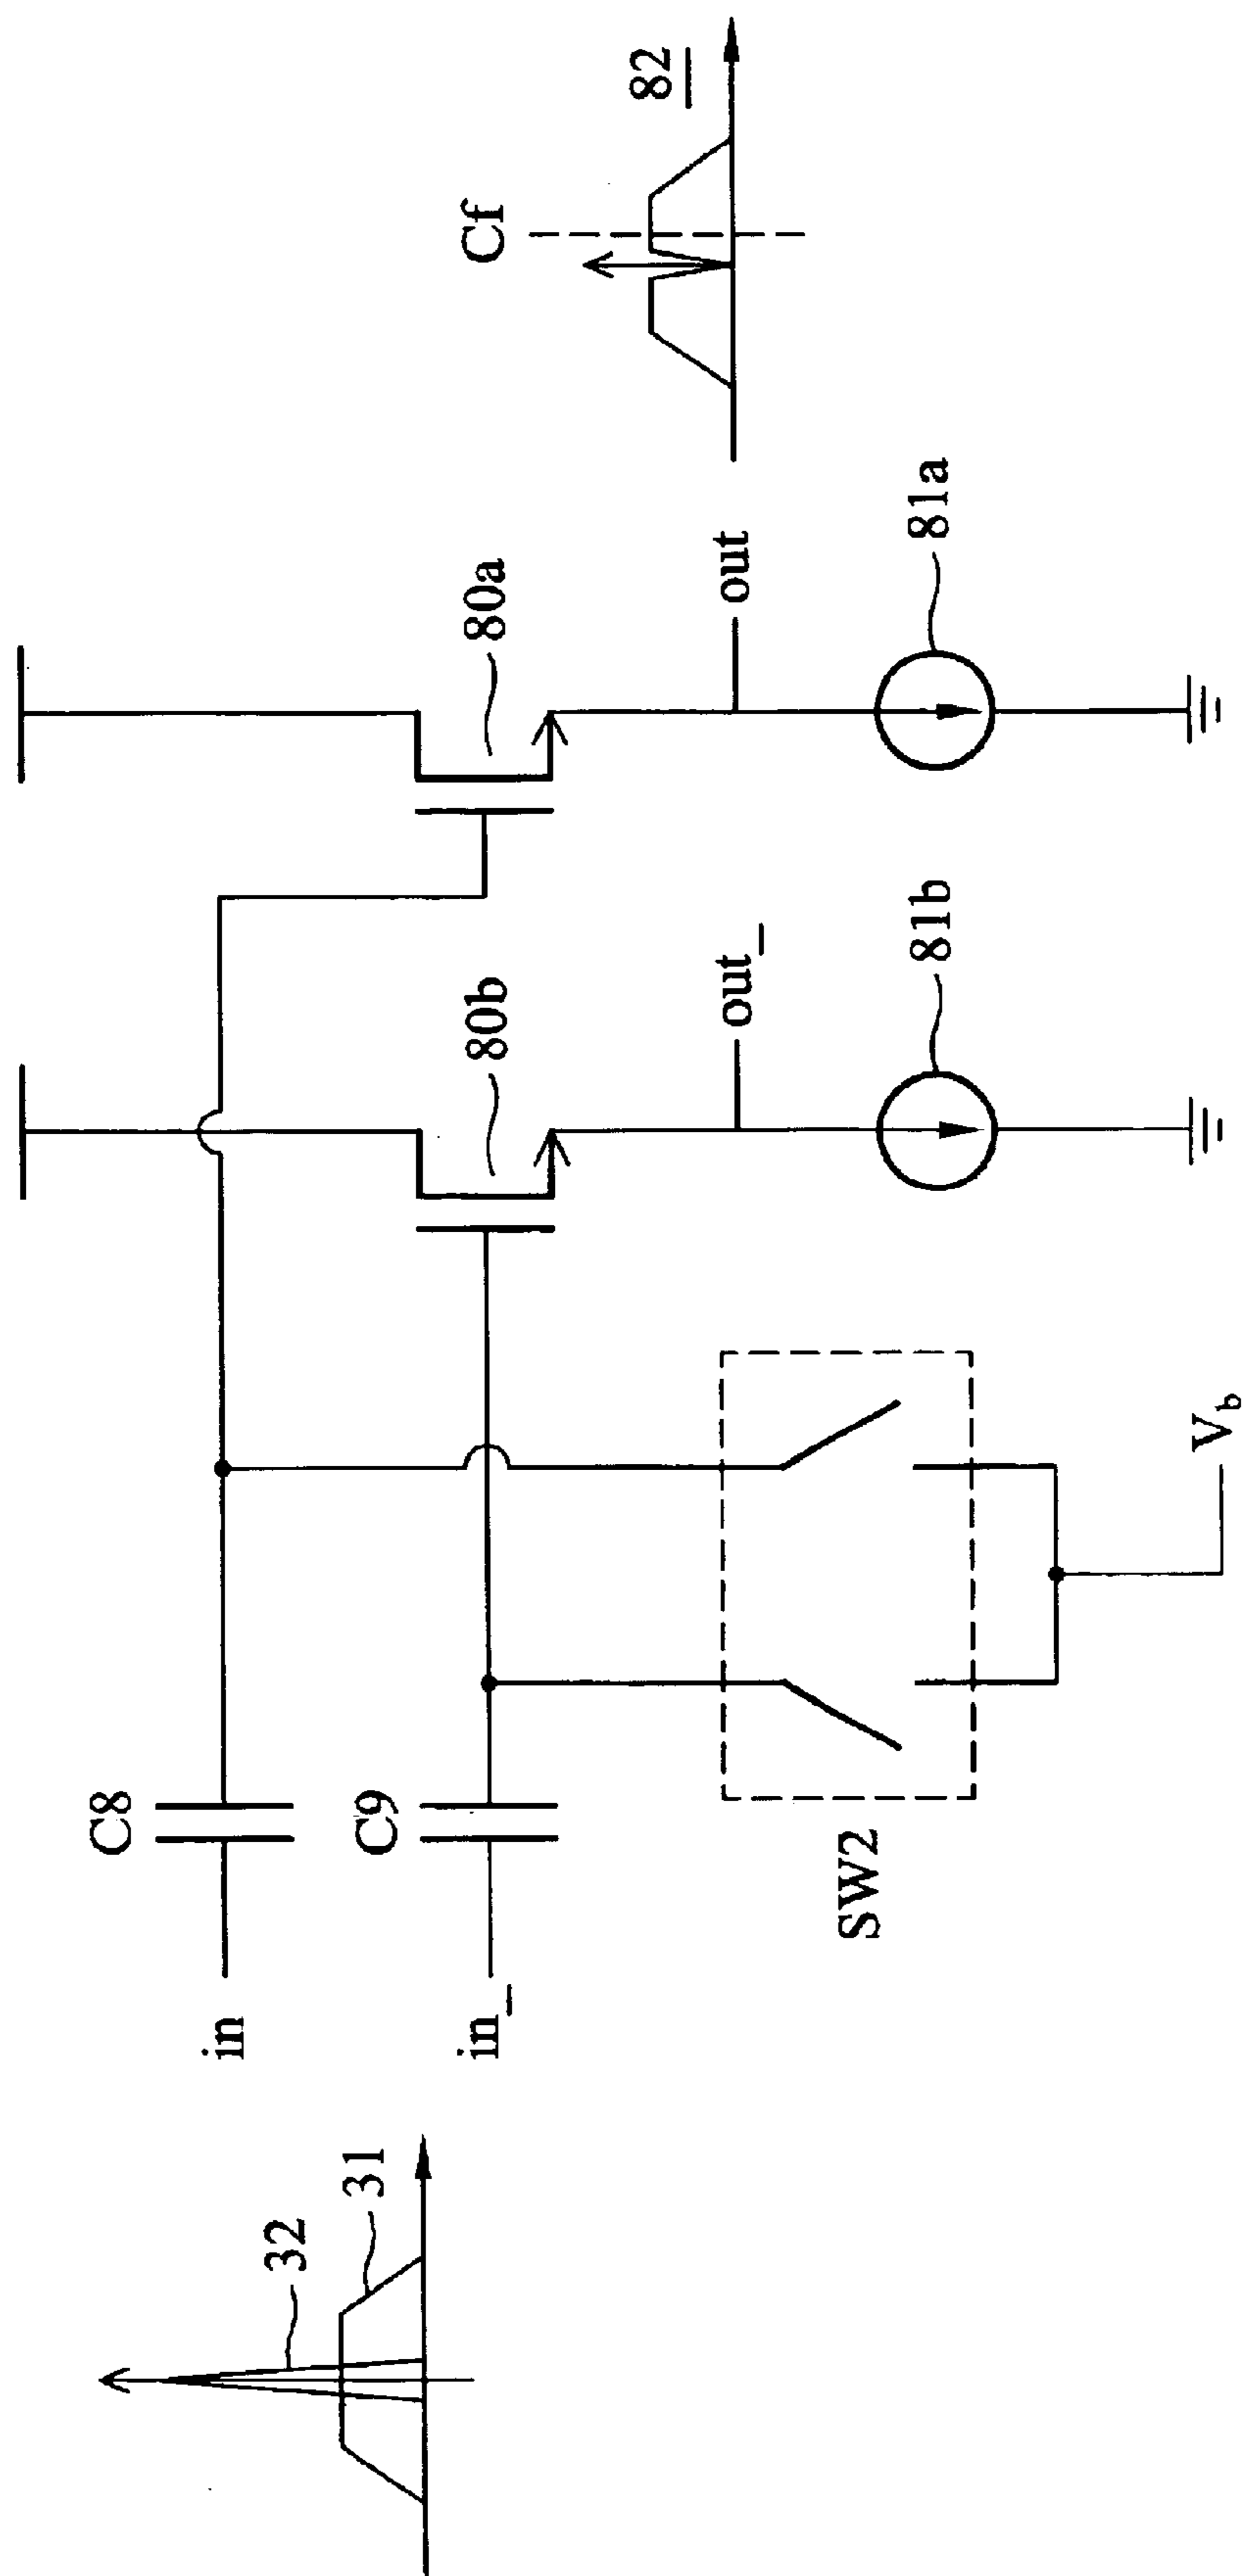 32
31
in
in_
C8
C9
SW2
V_b
80b
80a
out_
out
81b
81a
Cf
82